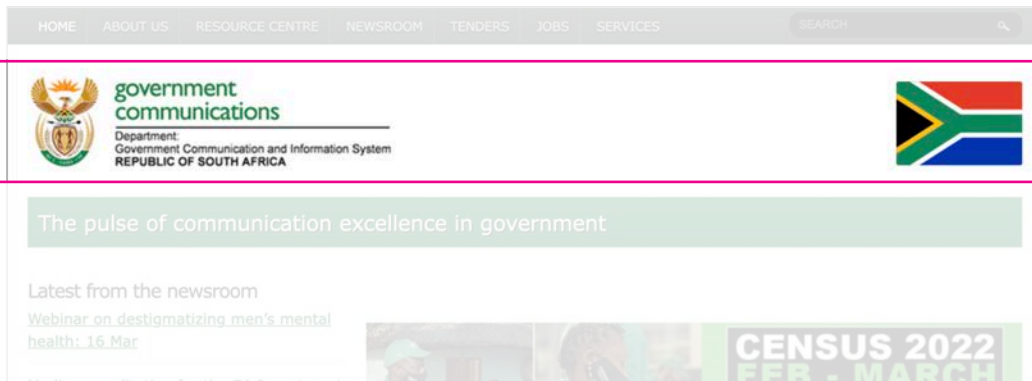 HOME ABOUT US RESOURCE CENTRE NEWSROOM TENDERS JOBS SERVICES SEARCH
government
communications
Department:
Government Communication and Information System
REPUBLIC OF SOUTH AFRICA
The pulse of communication excellence in government
Latest from the newsroom
Webinar on destigmatizing men's mental
health: 16 Mar
CENSUS 2022
FEB - MARCH